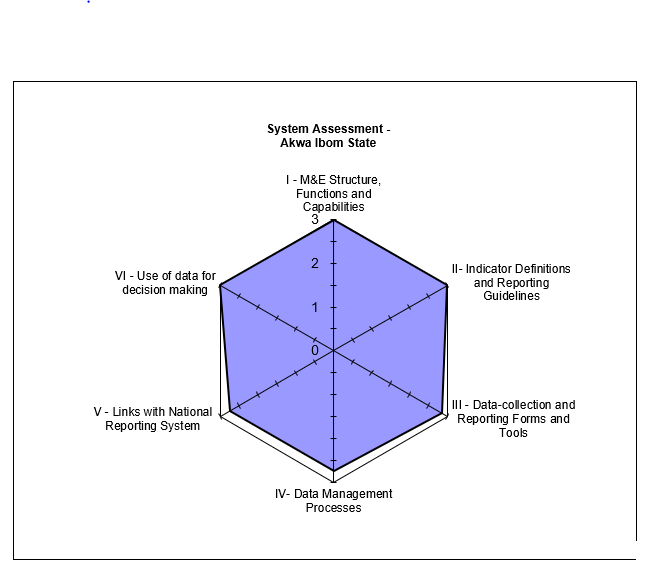 System Assessment -
Akwa Ibom State
I - M&E Structure,
Functions and
Capabilities
3
2
1
0
II- Indicator Definitions
and Reporting
Guidelines
III - Data-collection and
Reporting Forms and
Tools
IV- Data Management
Processes
V - Links with National
Reporting System
VI - Use of data for
decision making